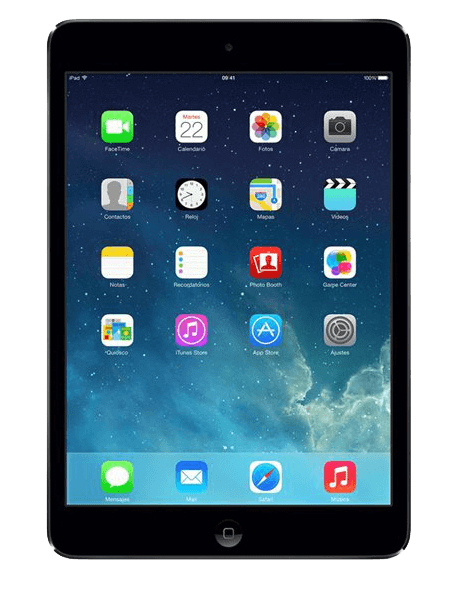 iPad
09:41
100%
Martes
22
FaceTime
Calendario
Fotos
Cámara
Contactos
Reloj
Mapas
Vídeos
Notas
Recordatorios
Photo Booth
Game Center
Quiosco
iTunes Store
App Store
Ajustes
Mensajes
Mail
Safari
Música